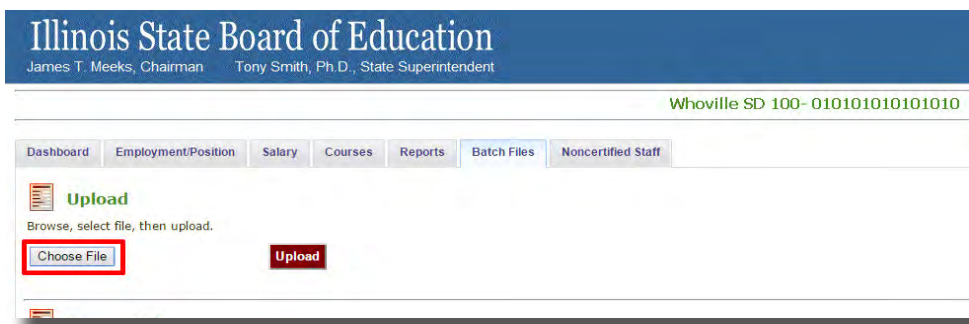 Illinois State Board of Education
James T. Meeks, Chairman Tony Smith, Ph.D., State Superintendent
Whoville SD 100- 010101010101010
Dashboard Employment/Position Salary Courses Reports Batch Files Noncertified Staff
Upload
Browse, select file, then upload.
Choose File Upload